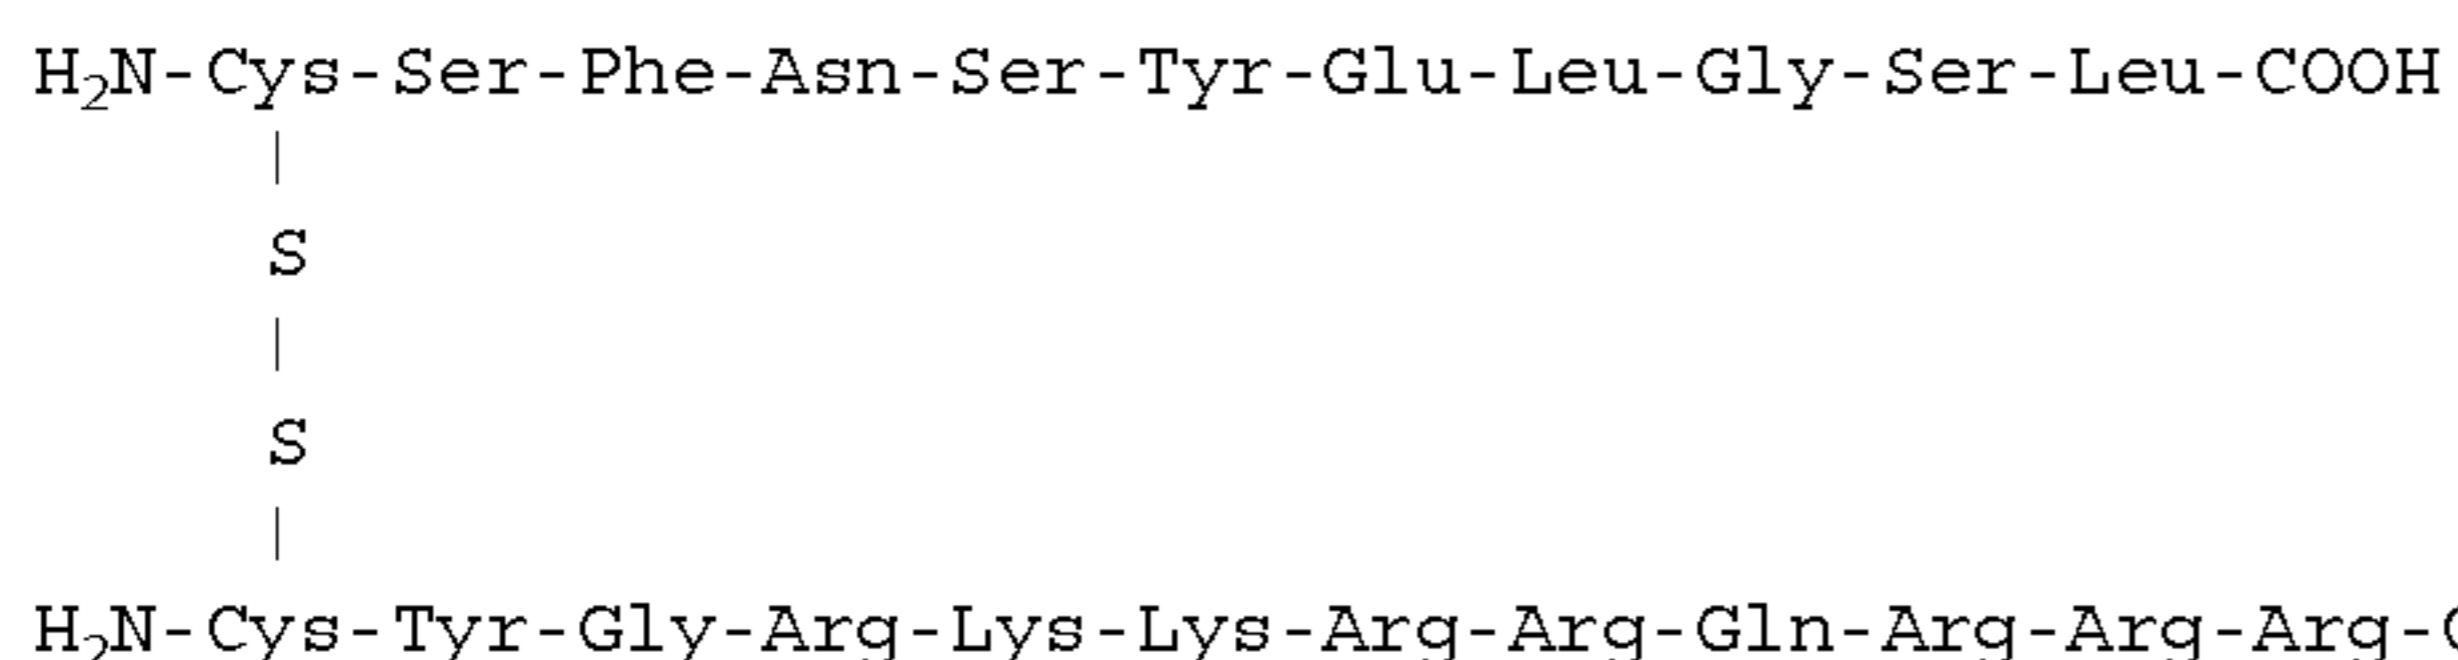 H₂N-Cys-Ser-Phe-Asn-Ser-Tyr-Glu-Leu-Gly-Ser-Leu-COOH
|
S
|
S
|
H₂N-Cys-Tyr-Gly-Arg-Lys-Lys-Arg-Arg-Gln-Arg-Arg-Arg-